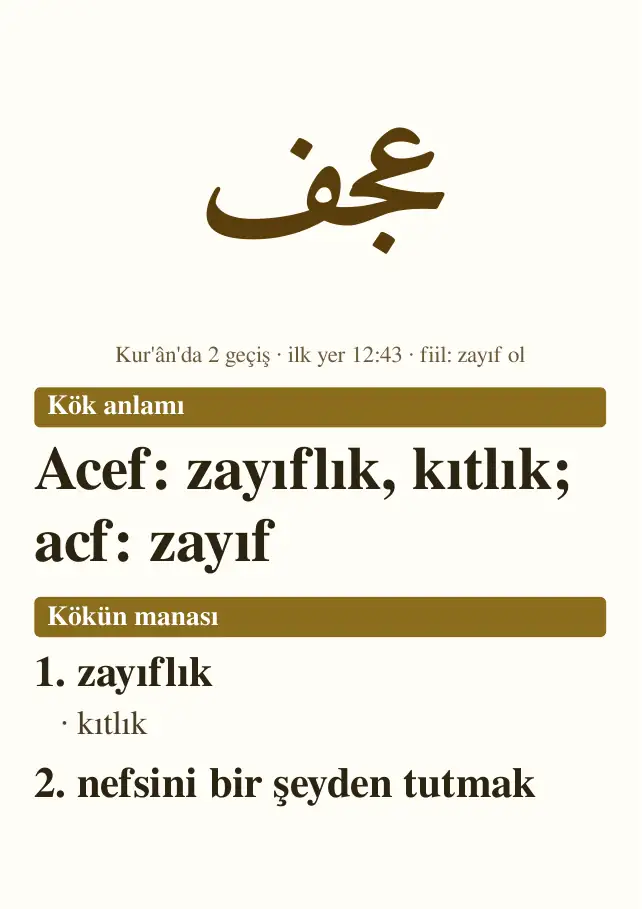 عجف
Kur'ân'da 2 geçiş · ilk yer 12:43 · fiil: zayıf ol
Kök anlamı
Acef: zayıflık, kıtlık;
acf: zayıf
Kökün manası
1. zayıflık
· kıtlık
2. nefsini bir şeyden tutmak